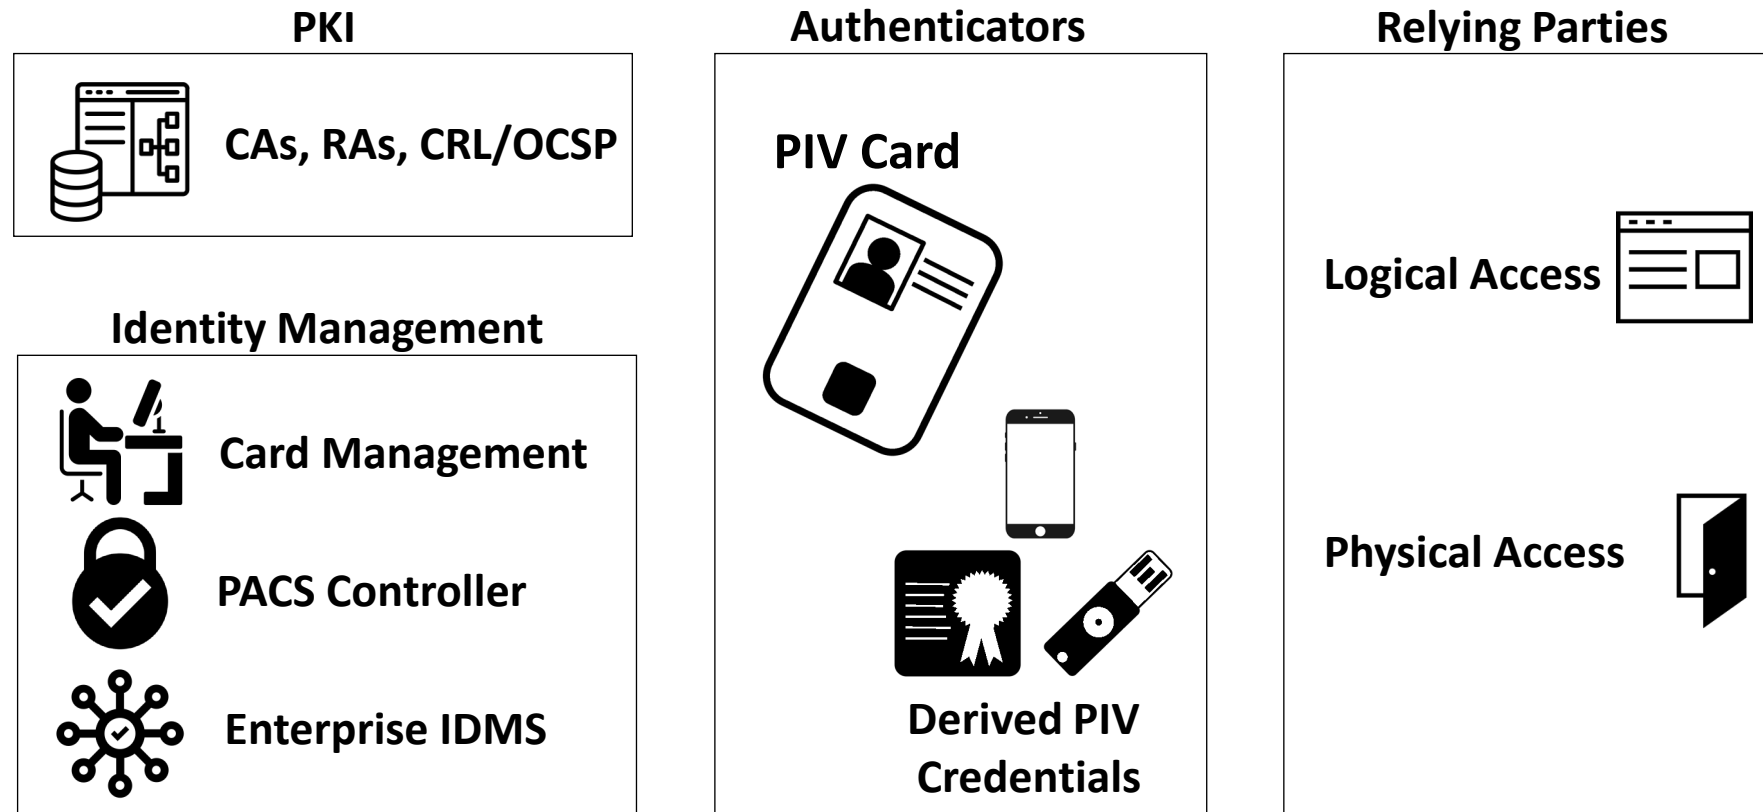 PKI
CAs, RAs, CRL/OCSP
Identity Management
Card Management
PACS Controller
Enterprise IDMS
Authenticators
PIV Card
Derived PIV
Credentials
Relying Parties
Logical Access
Physical Access